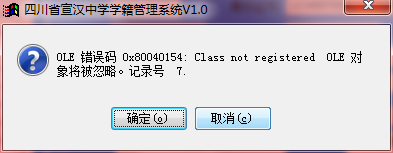 四川省宣汉中学学籍管理系统V1.0
OLE 错误码 0x80040154: Class not registered  OLE 对
象将被忽略。记录号  7.
确定(o)
取消(c)